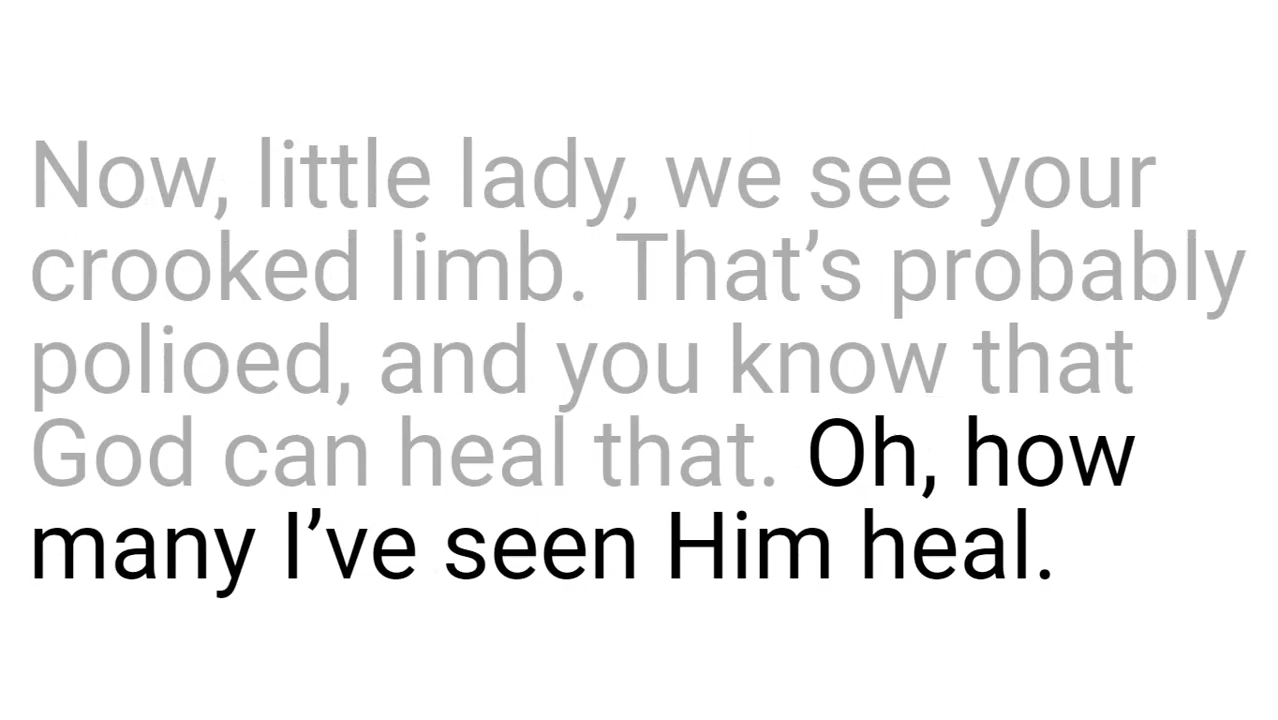 Now, little lady, we see your
crooked limb. That’s probably
polioed, and you know that
God can heal that. Oh, how
many I’ve seen Him heal.